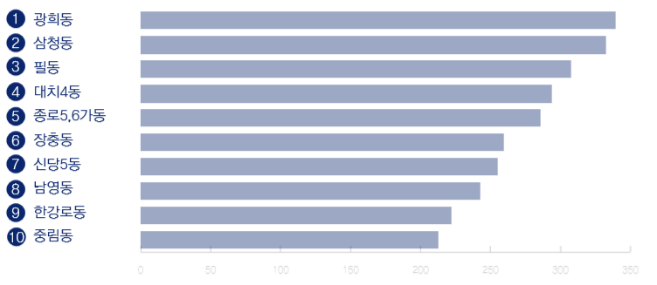 1 광희동
2 삼청동
3 필동
4 대치4동
5 종로5,6가동
6 장충동
7 신당5동
8 남영동
9 한강로동
10 중림동
0 50 100 150 200 250 300 350